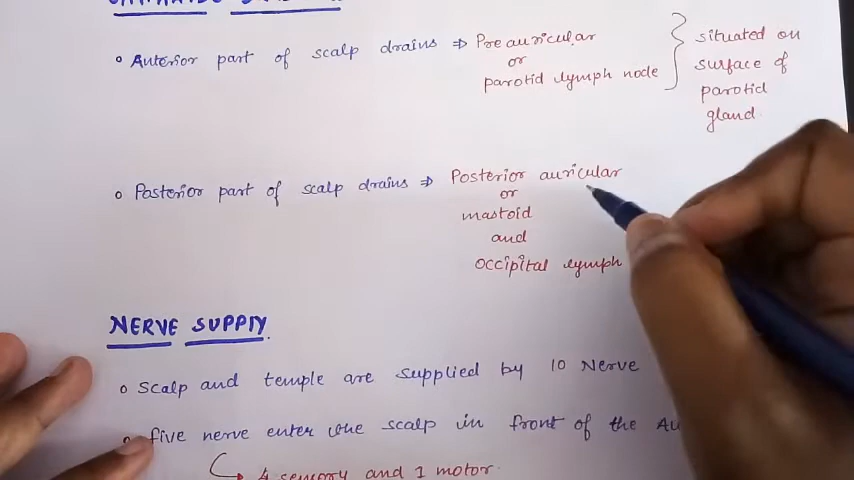 Anterior part of scalp drains ⇒ Preauricular
or
parotid lymph node
situated on
surface of
parotid
gland.
Posterior part of scalp drains ⇒ Posterior auricular
or
mastoid
and
occipital lymph
NERVE SUPPLY
Scalp and temple are supplied by 10 Nerve
five nerve enter the scalp in front of the
4 sensory and 1 motor.